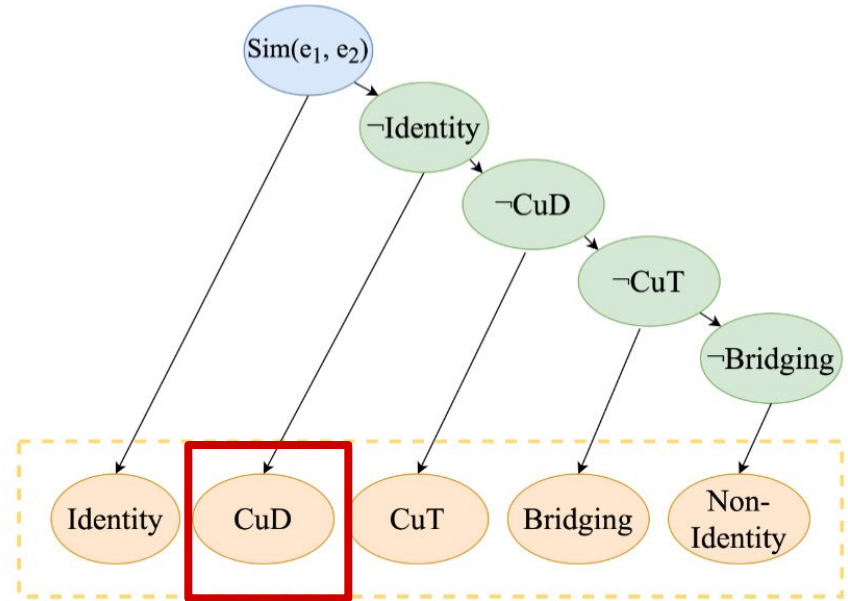 Sim(e₁, e₂)
¬Identity
¬CuD
¬CuT
¬Bridging
Identity
CuD
CuT
Bridging
Non-
Identity